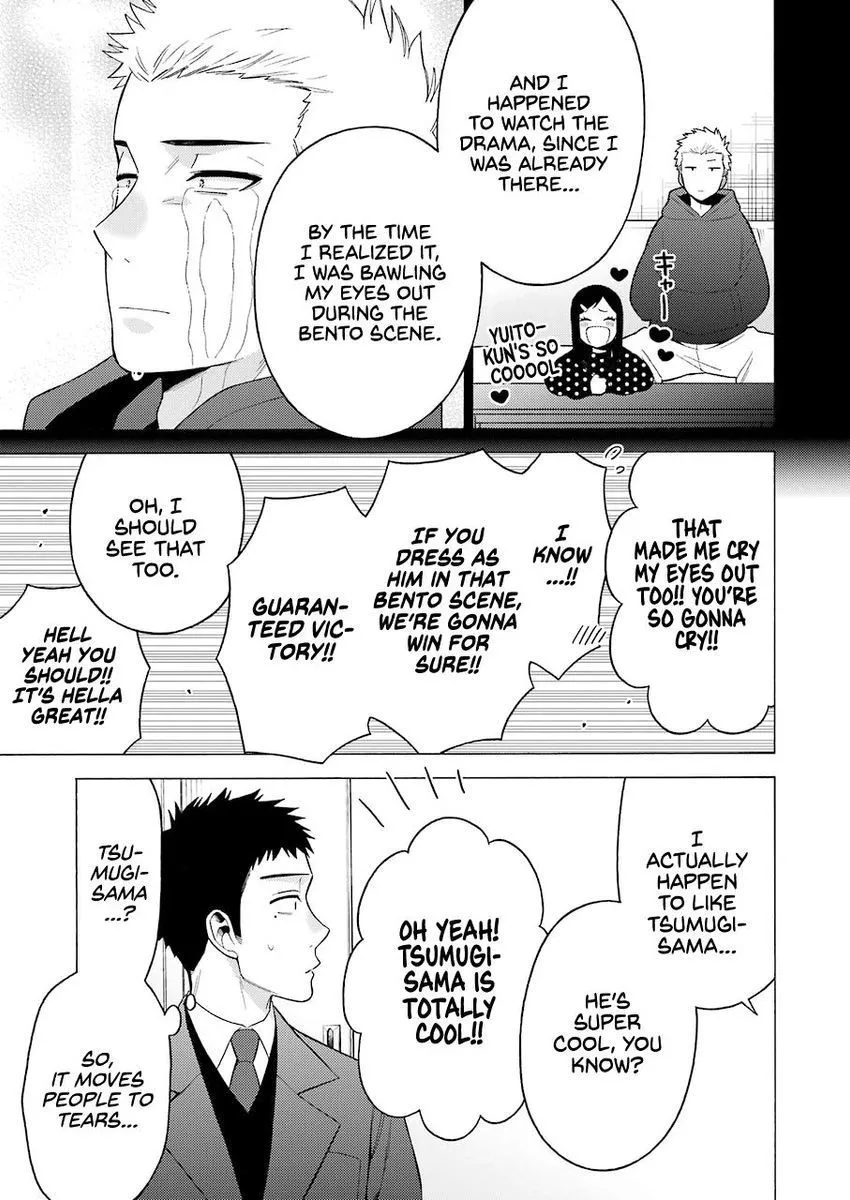 AND I
HAPPENED
TO WATCH THE
DRAMA, SINCE I
WAS ALREADY
THERE...
キャー
YUITO-
KUN'S SO
COOOOL
BY THE TIME
I REALIZED IT,
I WAS BAWLING
MY EYES OUT
DURING THE
BENTO SCENE.
THAT
MADE ME CRY
MY EYES OUT
TOO!! YOU'RE
SO GONNA
CRY!!
I
KNOW
...!!
IF YOU
DRESS AS
HIM IN THAT
BENTO SCENE,
WE'RE GONNA
WIN FOR
SURE!!
GUARAN-
TEED VIC-
TORY!!
OH, I
SHOULD
SEE THAT
TOO.
HELL
YEAH YOU
SHOULD!!
IT'S HELLA
GREAT!!
I
ACTUALLY
HAPPEN
TO LIKE
TSUMUGI-
SAMA...
HE'S
SUPER
COOL, YOU
KNOW?
OH YEAH!
TSUMUGI-
SAMA IS
TOTALLY
COOL!!
TSU-
MUGI-
SAMA
...?
SO,
IT MOVES
PEOPLE TO
TEARS...